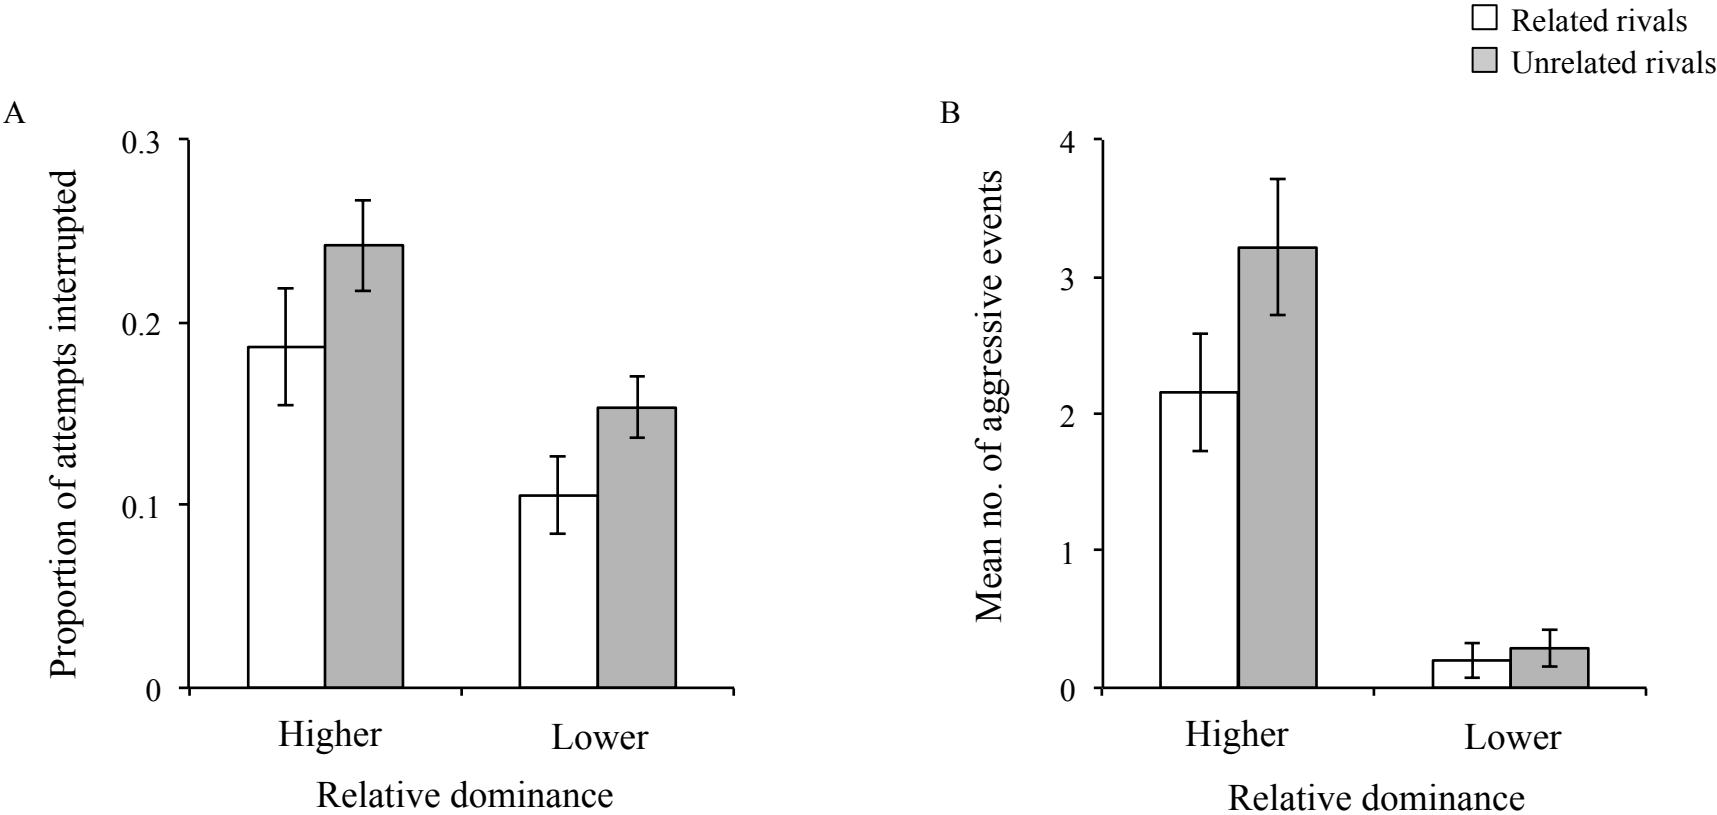 Related rivals
Unrelated rivals
A
Proportion of attempts interrupted
0.3
0.2
0.1
0
Higher
Lower
Relative dominance
B
Mean no. of aggressive events
4
3
2
1
0
Higher
Lower
Relative dominance